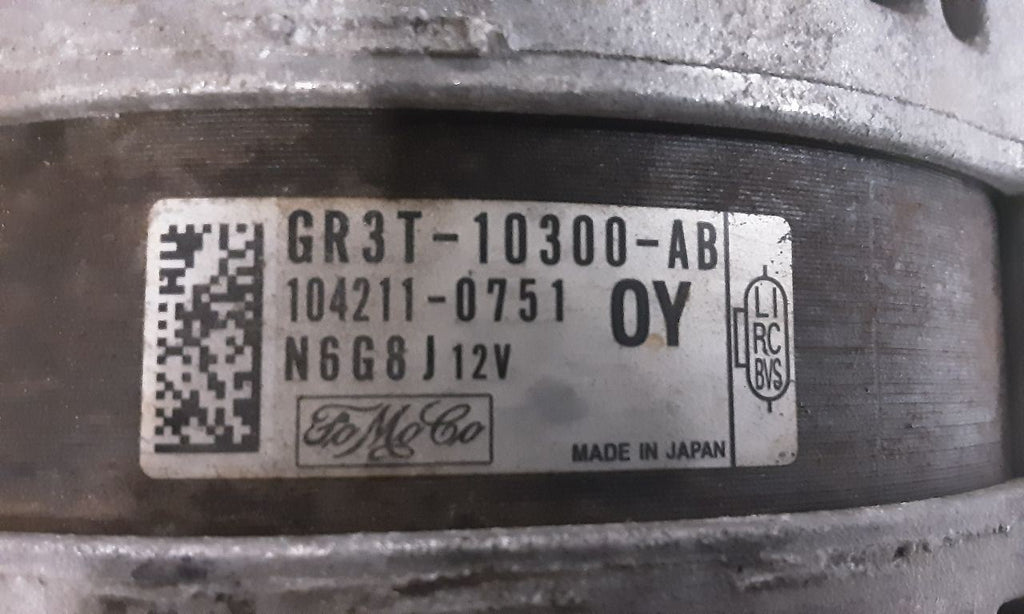 GR3T-10300-AB
104211-0751 OY
N6G8J 12V
FoMoCo
MADE IN JAPAN
LI
RC
BVS